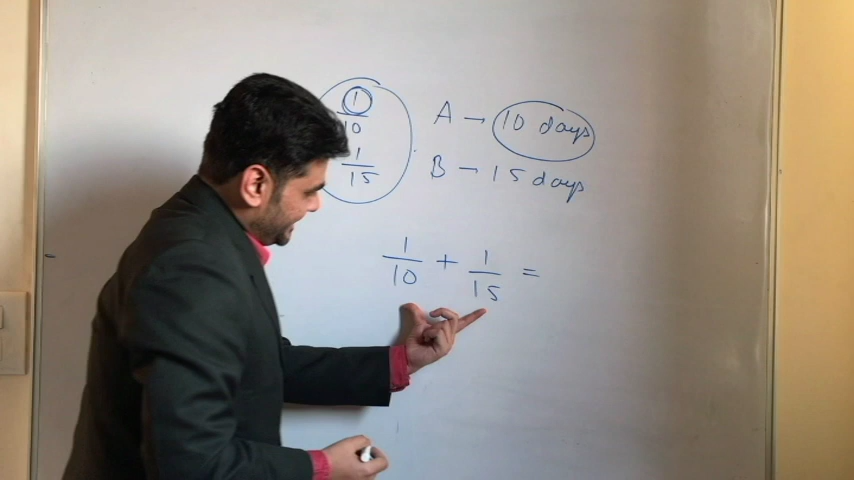 1/10
1/15
A → 10 days
B — 15 days
1/10 + 1/15 =